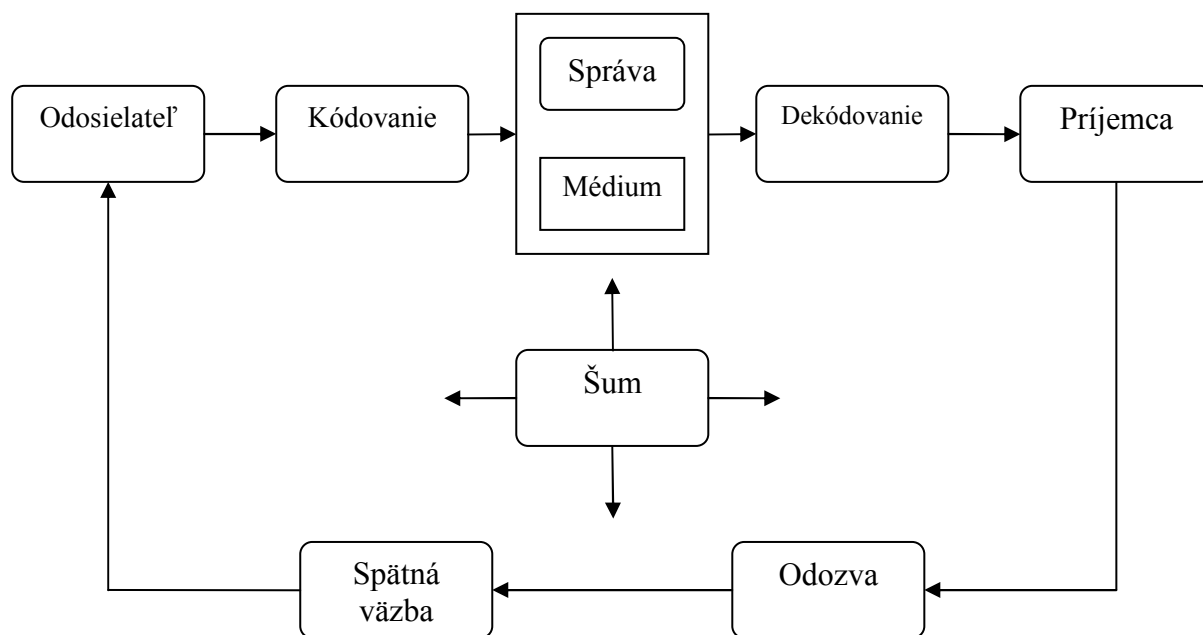 Odosielateľ
Kódovanie
Správa
Médium
Dekódovanie
Príjemca
Šum
Spätná
väzba
Odozva